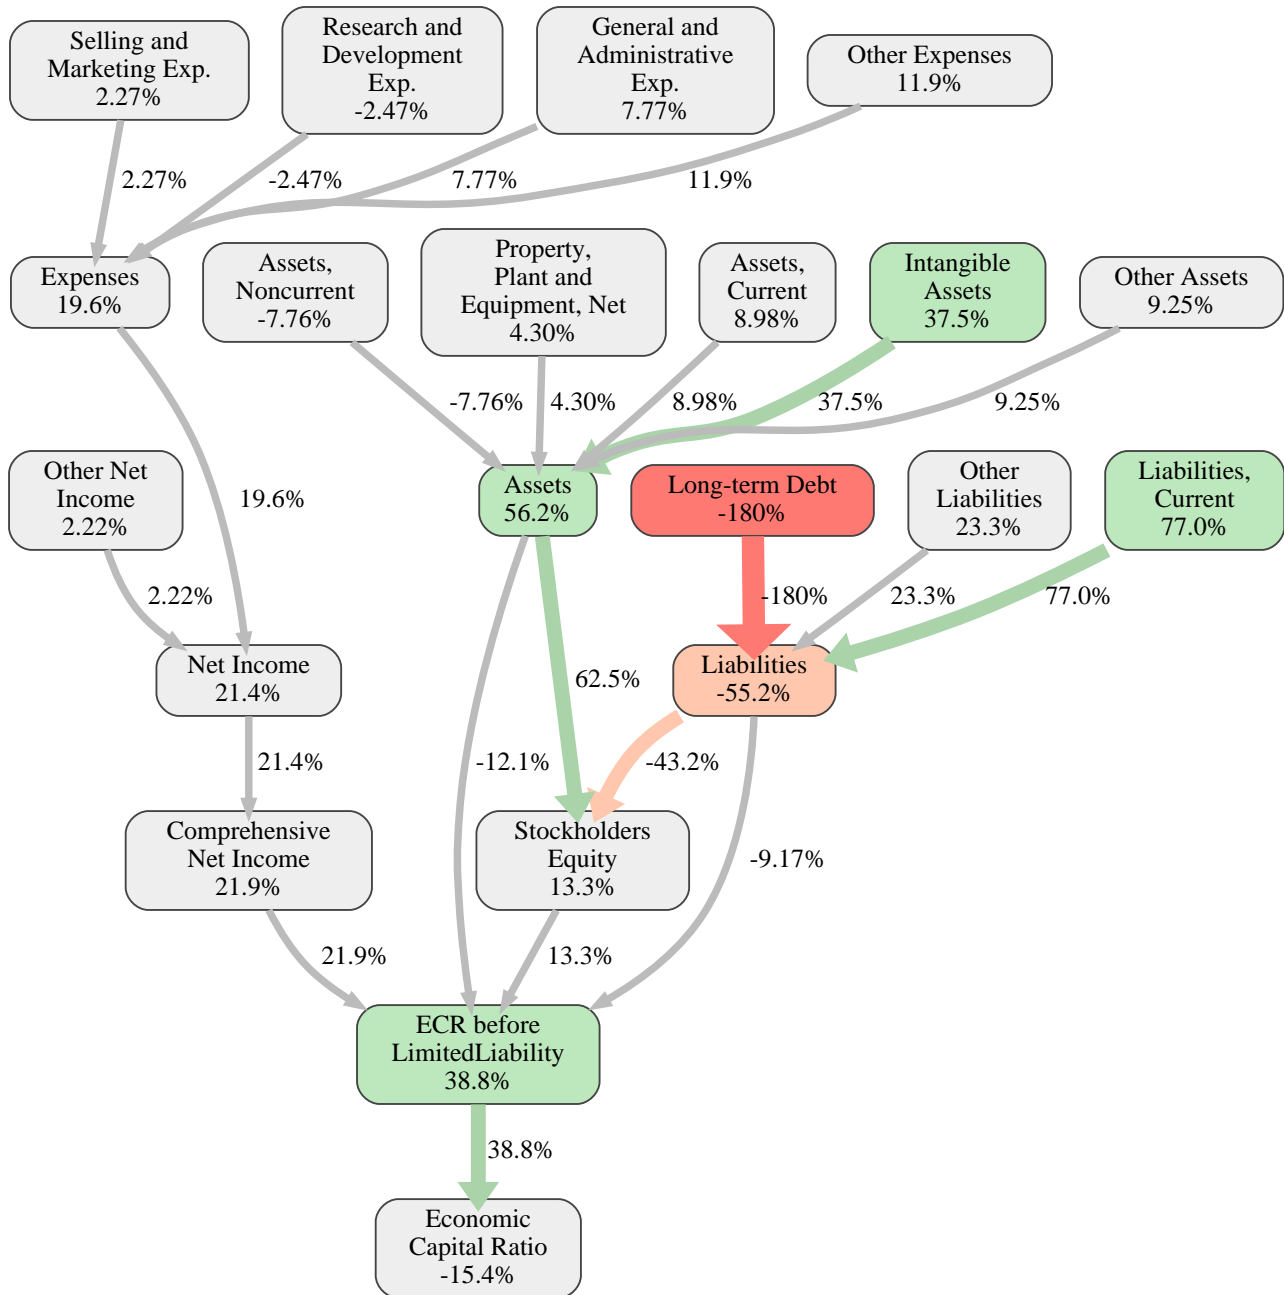 Selling and
Marketing Exp.
2.27%
Research and
Development
Exp.
-2.47%
General and
Administrative
Exp.
7.77%
Other Expenses
11.9%
2.27%
-2.47%
7.77%
11.9%
Expenses
19.6%
Assets,
Noncurrent
-7.76%
Property,
Plant and
Equipment, Net
4.30%
Assets,
Current
8.98%
Intangible
Assets
37.5%
Other Assets
9.25%
-7.76%
4.30%
8.98%
37.5%
9.25%
Other Net
Income
2.22%
19.6%
Assets
56.2%
Long-term Debt
-180%
Other
Liabilities
23.3%
Liabilities,
Current
77.0%
2.22%
-180%
23.3%
77.0%
Net Income
21.4%
62.5%
Liabilities
-55.2%
21.4%
-12.1%
-43.2%
Comprehensive
Net Income
21.9%
Stockholders
Equity
13.3%
-9.17%
21.9%
13.3%
ECR before
LimitedLiability
38.8%
38.8%
Economic
Capital Ratio
-15.4%